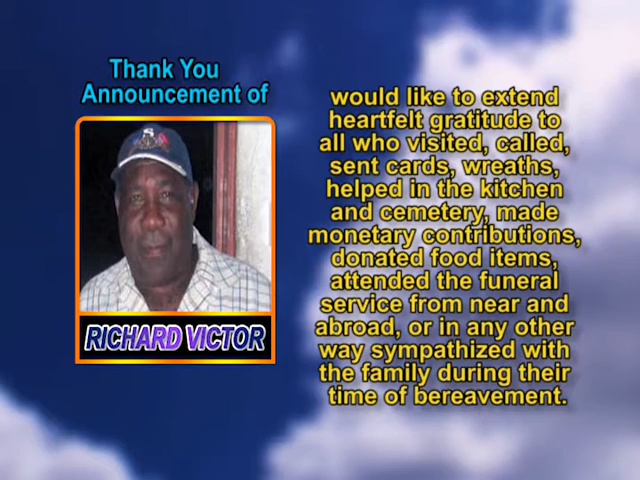 Thank You
Announcement of
S
RICHARD VICTOR
would like to extend
heartfelt gratitude to
all who visited, called,
sent cards, wreaths,
helped in the kitchen
and cemetery, made
monetary contributions,
donated food items,
attended the funeral
service from near and
abroad, or in any other
way sympathized with
the family during their
time of bereavement.